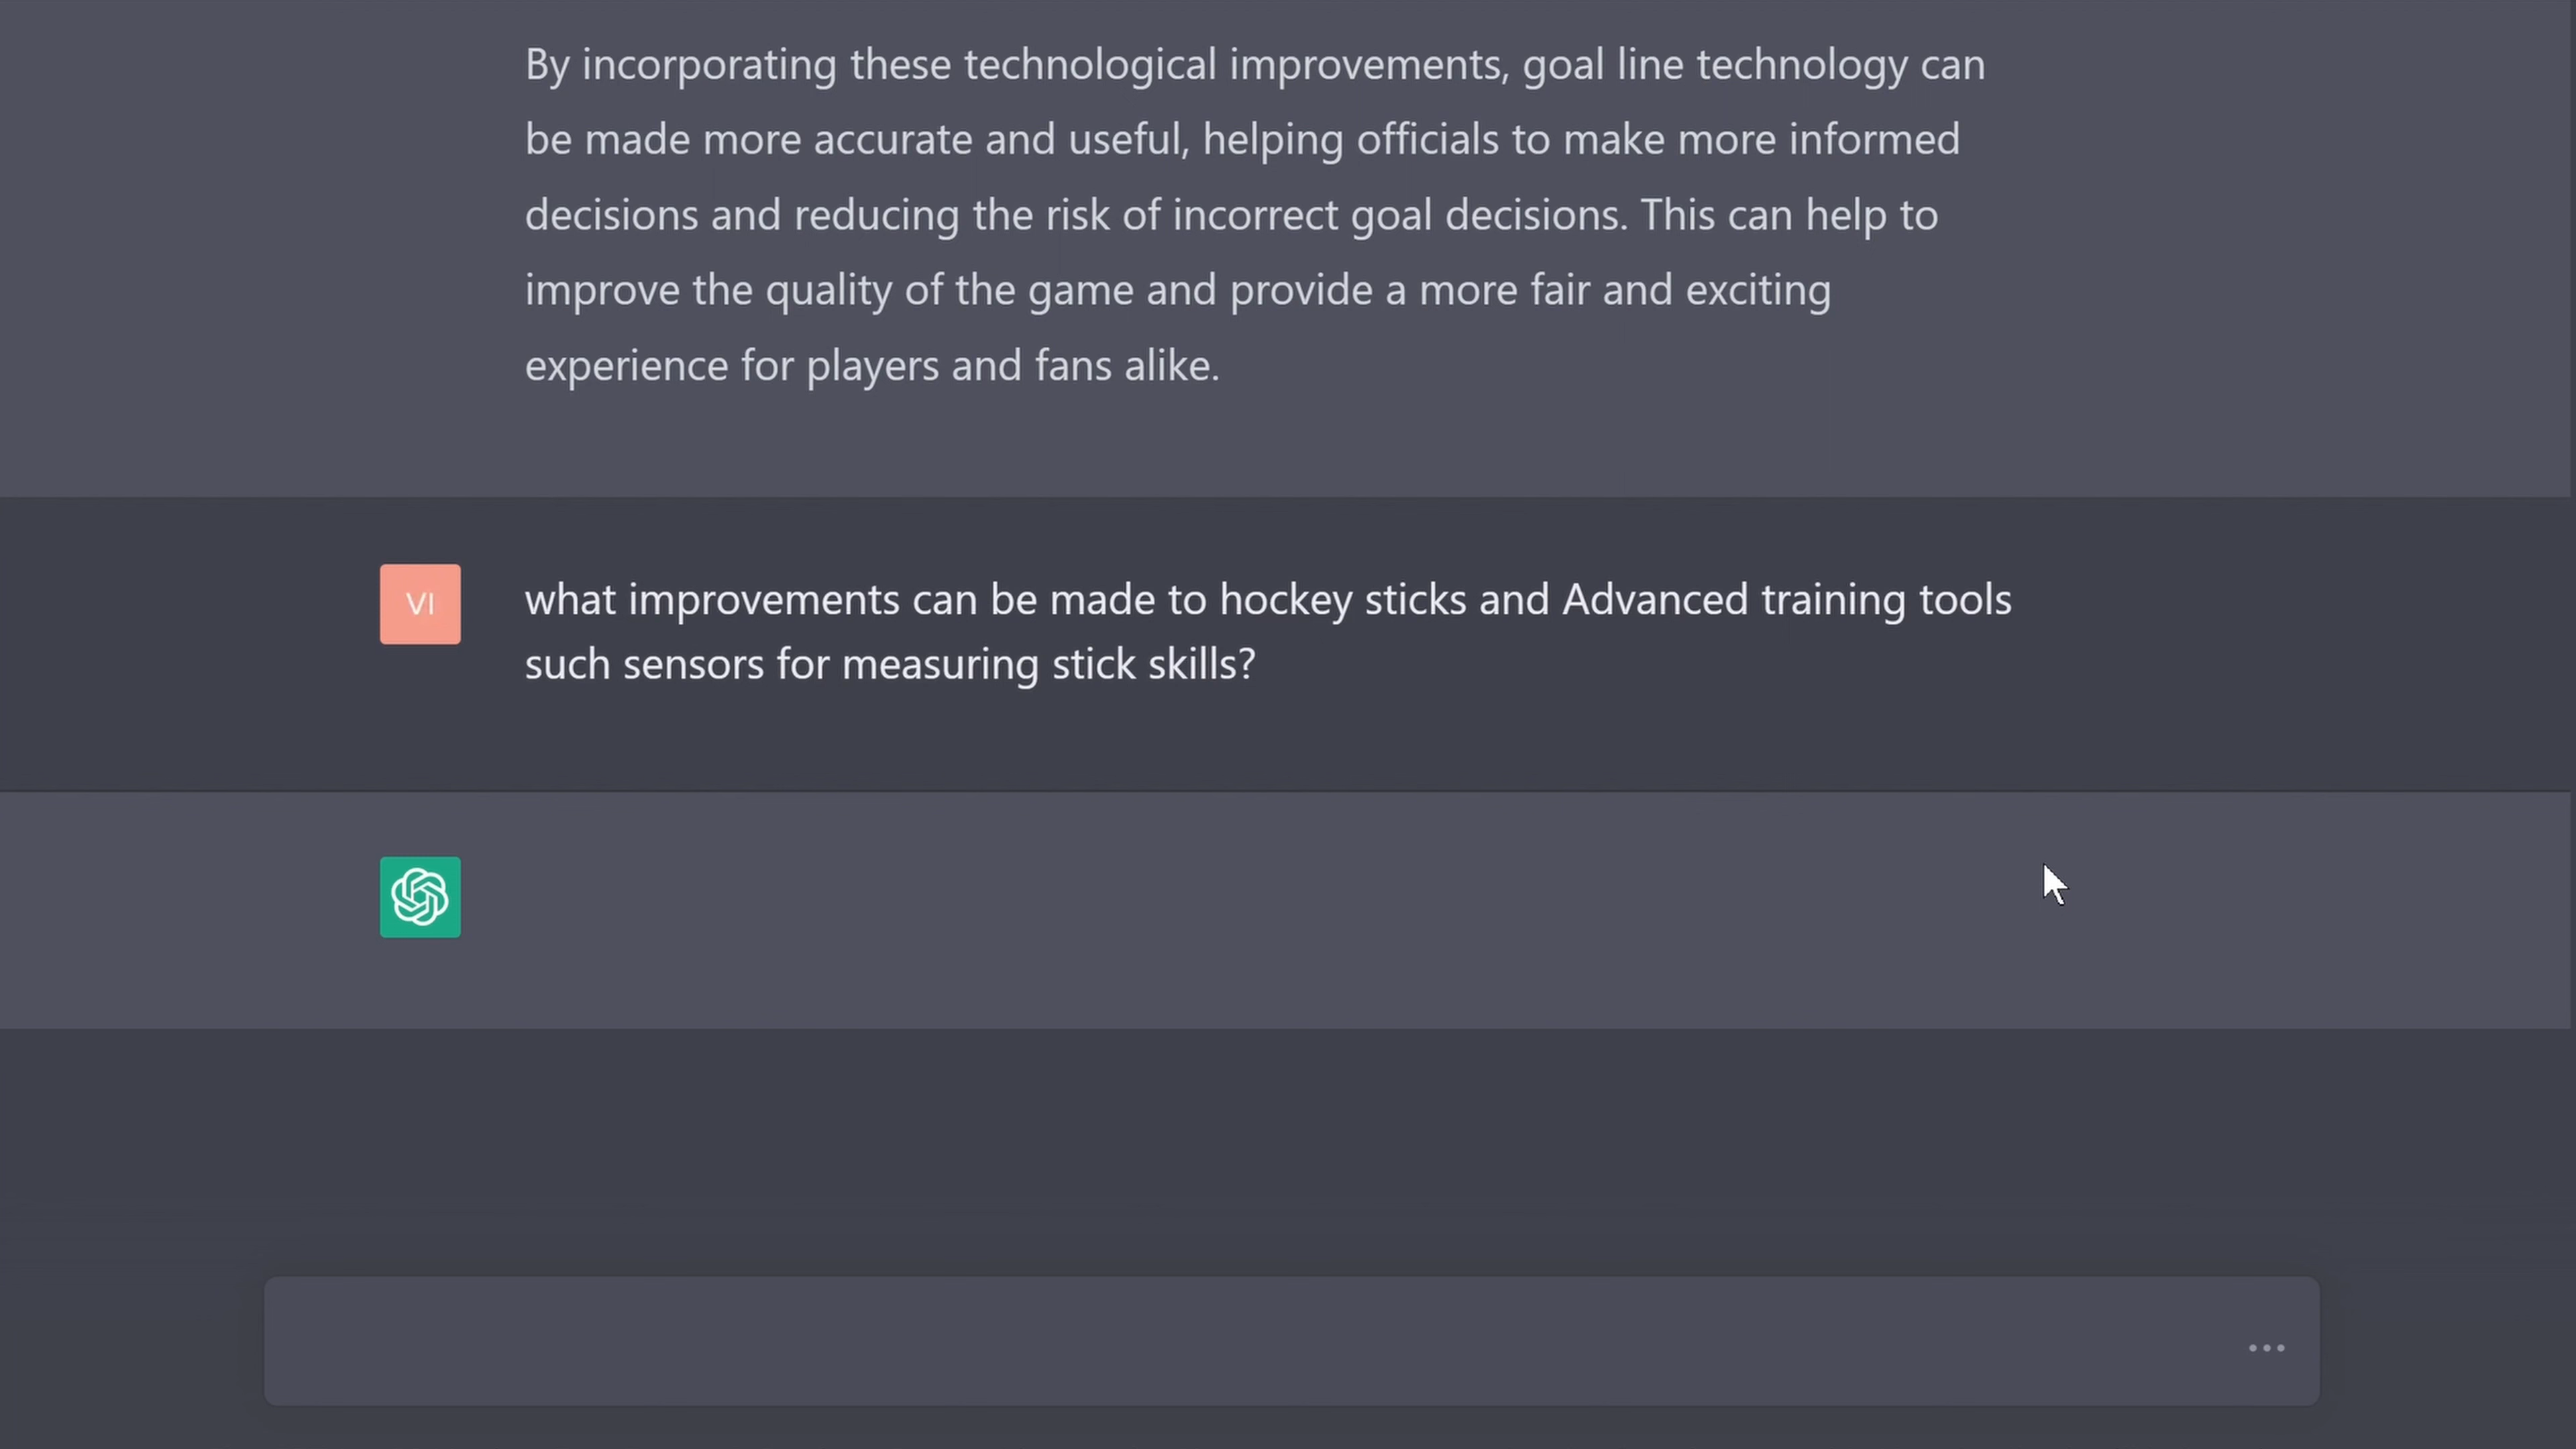 By incorporating these technological improvements, goal line technology can
be made more accurate and useful, helping officials to make more informed
decisions and reducing the risk of incorrect goal decisions. This can help to
improve the quality of the game and provide a more fair and exciting
experience for players and fans alike.
VI
what improvements can be made to hockey sticks and Advanced training tools
such sensors for measuring stick skills?